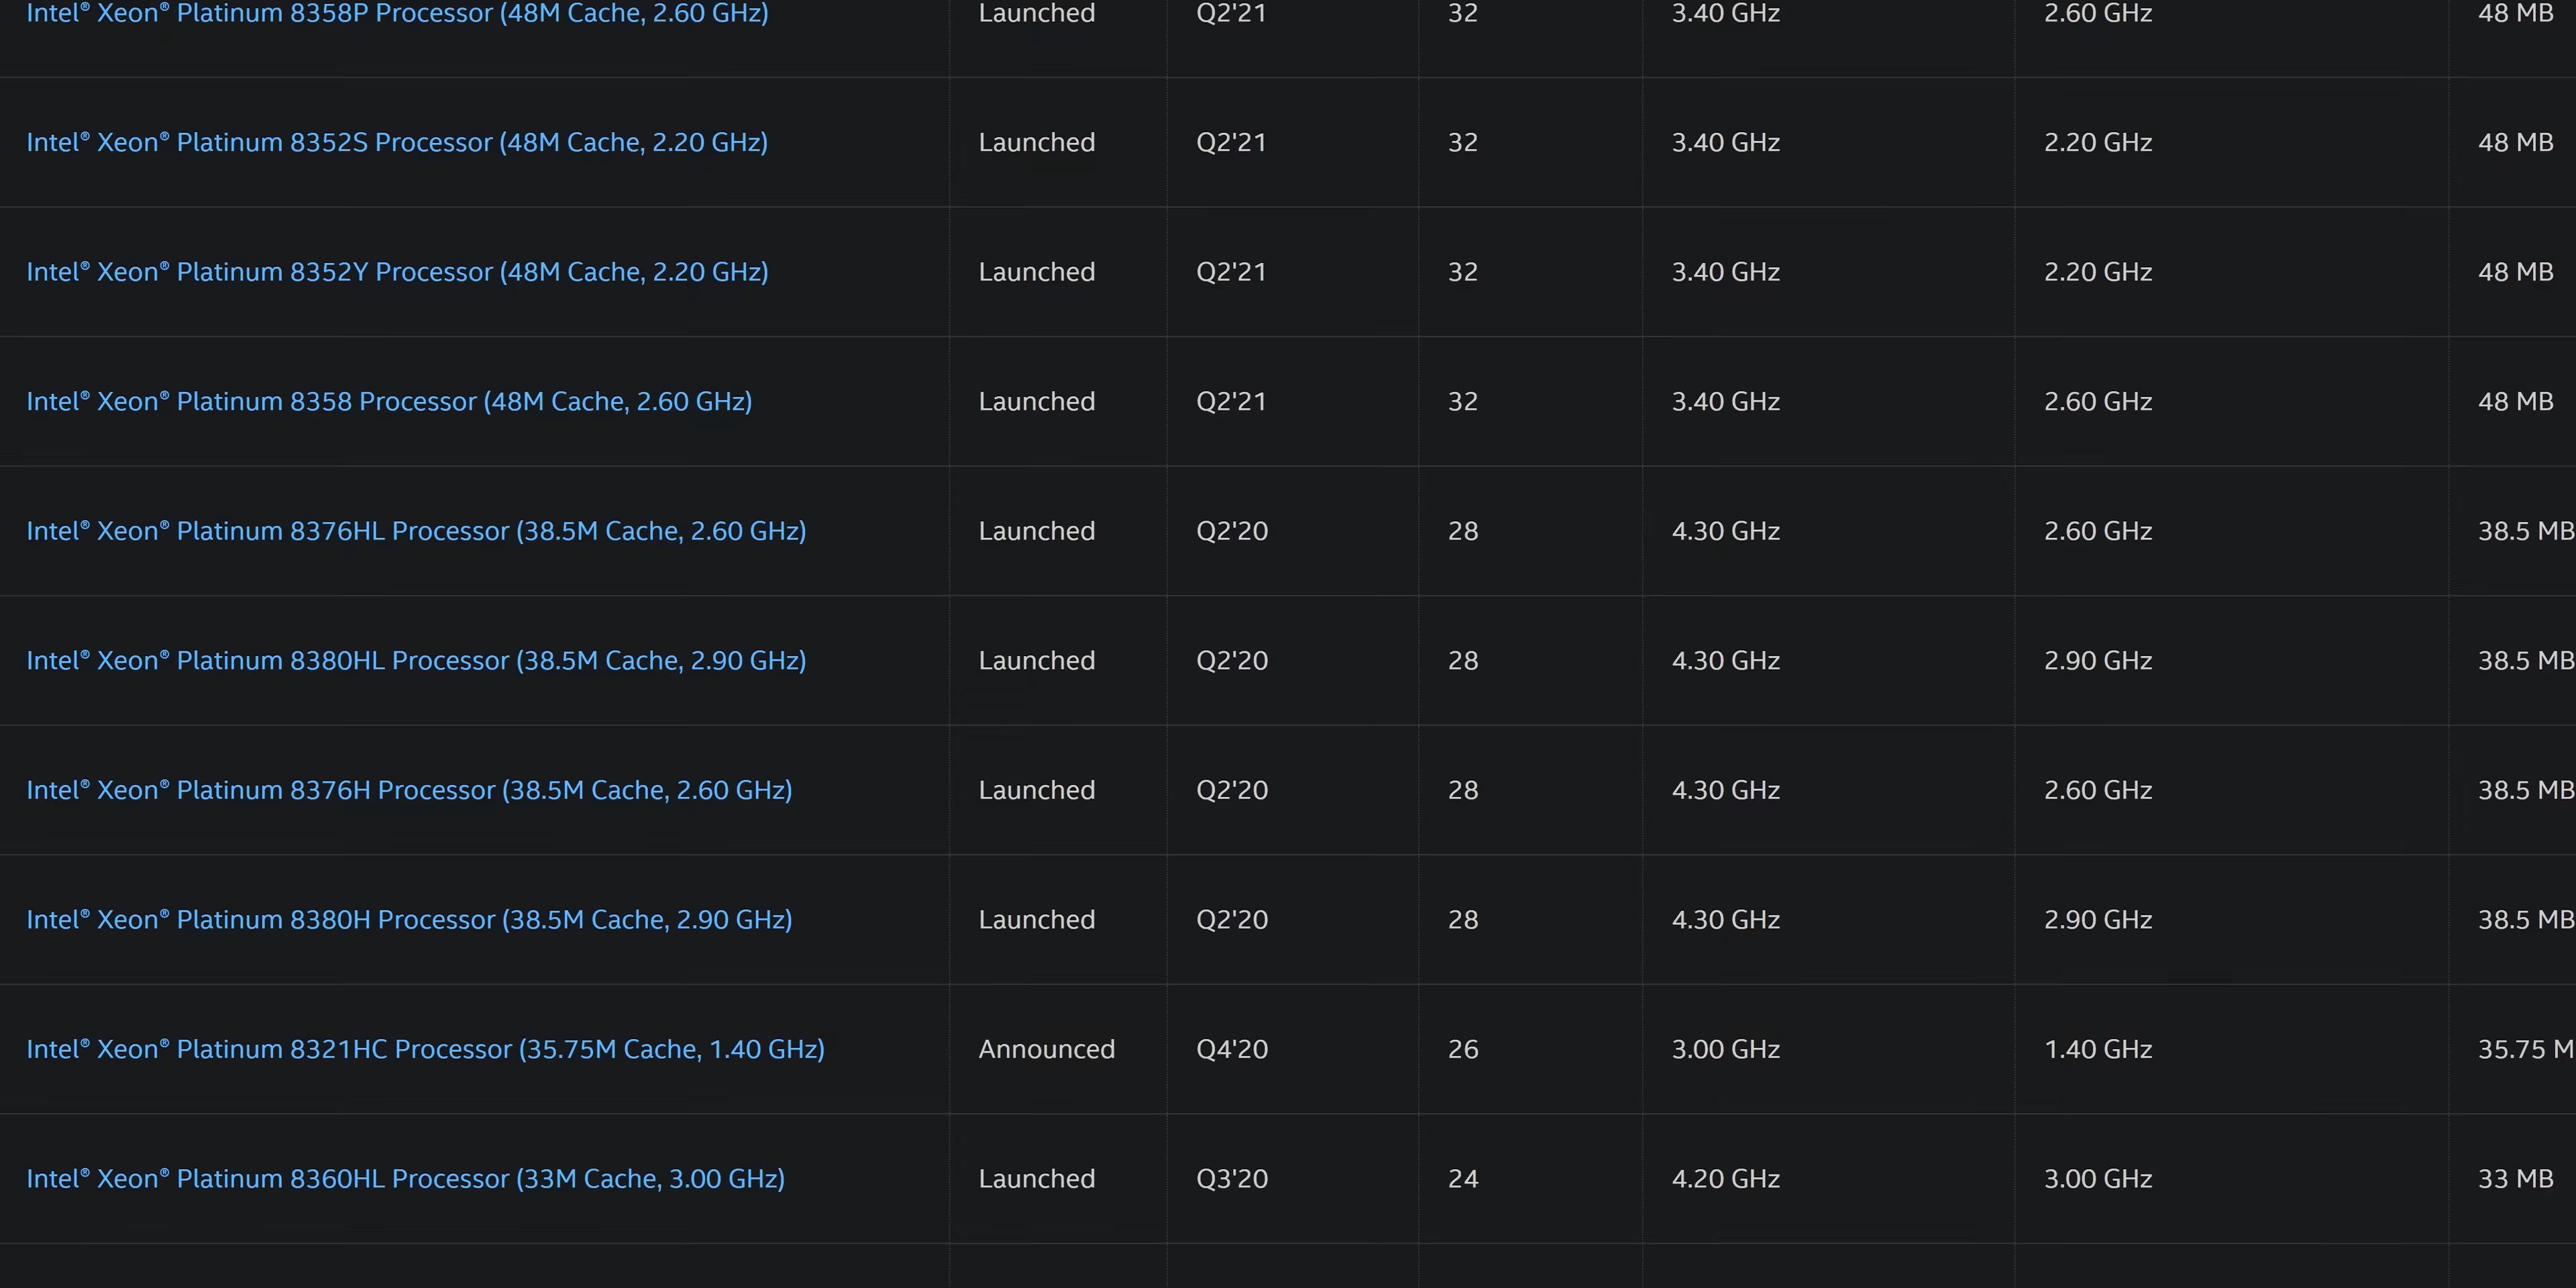 Intel® Xeon® Platinum 8358P Processor (48M Cache, 2.60 GHz) Launched Q2'21 32 3.40 GHz 2.60 GHz 48 MB
Intel® Xeon® Platinum 8352S Processor (48M Cache, 2.20 GHz) Launched Q2'21 32 3.40 GHz 2.20 GHz 48 MB
Intel® Xeon® Platinum 8352Y Processor (48M Cache, 2.20 GHz) Launched Q2'21 32 3.40 GHz 2.20 GHz 48 MB
Intel® Xeon® Platinum 8358 Processor (48M Cache, 2.60 GHz) Launched Q2'21 32 3.40 GHz 2.60 GHz 48 MB
Intel® Xeon® Platinum 8376HL Processor (38.5M Cache, 2.60 GHz) Launched Q2'20 28 4.30 GHz 2.60 GHz 38.5 MB
Intel® Xeon® Platinum 8380HL Processor (38.5M Cache, 2.90 GHz) Launched Q2'20 28 4.30 GHz 2.90 GHz 38.5 MB
Intel® Xeon® Platinum 8376H Processor (38.5M Cache, 2.60 GHz) Launched Q2'20 28 4.30 GHz 2.60 GHz 38.5 MB
Intel® Xeon® Platinum 8380H Processor (38.5M Cache, 2.90 GHz) Launched Q2'20 28 4.30 GHz 2.90 GHz 38.5 MB
Intel® Xeon® Platinum 8321HC Processor (35.75M Cache, 1.40 GHz) Announced Q4'20 26 3.00 GHz 1.40 GHz 35.75 M
Intel® Xeon® Platinum 8360HL Processor (33M Cache, 3.00 GHz) Launched Q3'20 24 4.20 GHz 3.00 GHz 33 MB